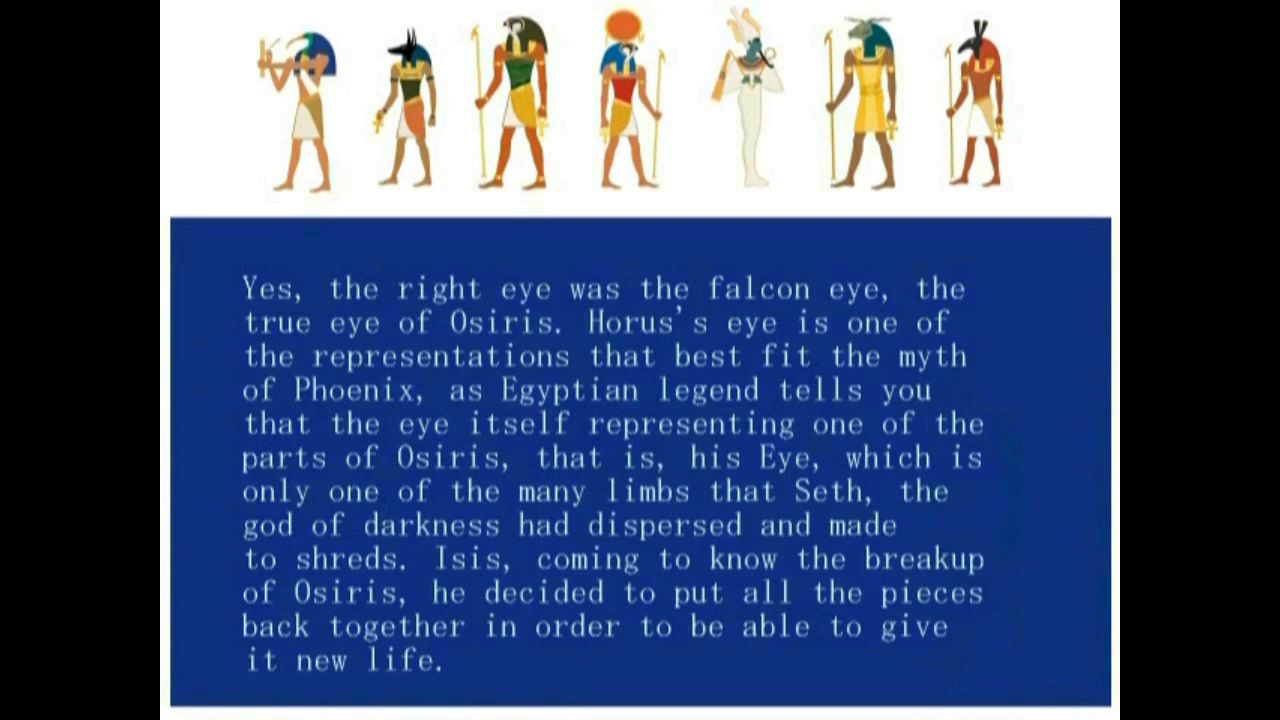 Yes, the right eye was the falcon eye, the
true eye of Osiris. Horus's eye is one of
the representations that best fit the myth
of Phoenix, as Egyptian legend tells you
that the eye itself representing one of the
parts of Osiris, that is, his Eye, which is
only one of the many limbs that Seth, the
god of darkness had dispersed and made
to shreds. Isis, coming to know the breakup
of Osiris, he decided to put all the pieces
back together in order to be able to give
it new life.